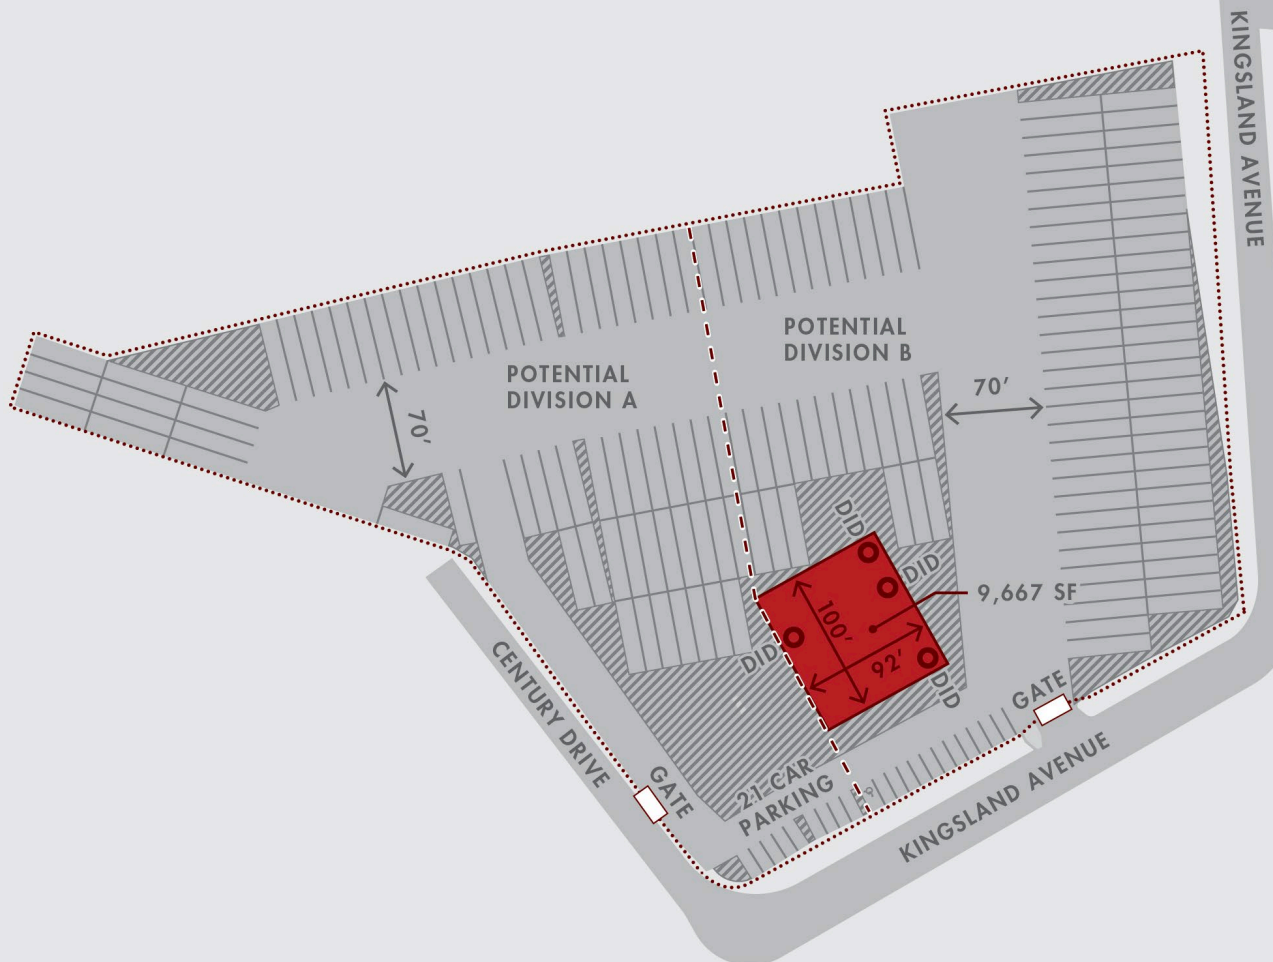 KINGSLAND AVENUE
POTENTIAL
DIVISION B
POTENTIAL
DIVISION A
70'
70'
DID
DID
9,667 SF
100'
92'
DID
DID
GATE
CENTURY DRIVE
GATE
21 CAR
PARKING
KINGSLAND AVENUE